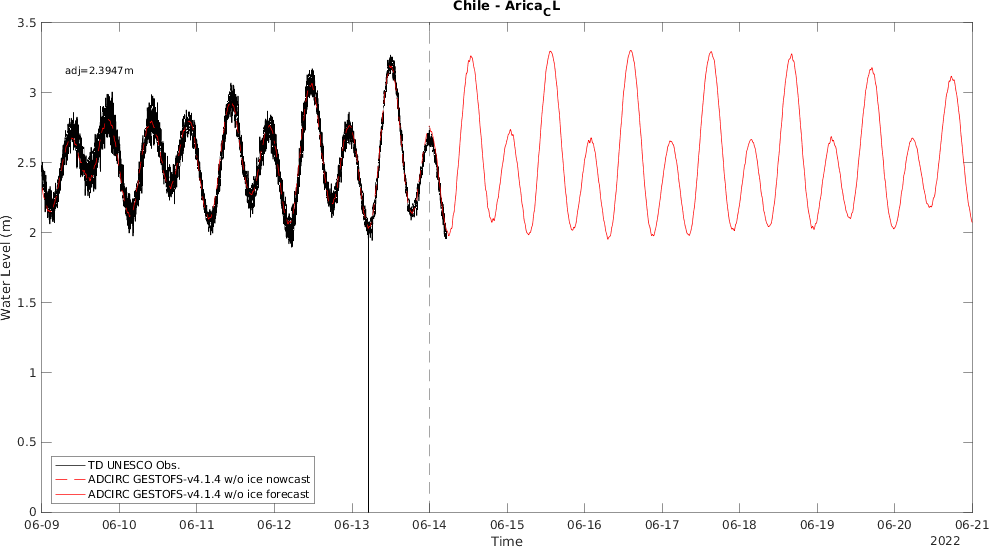 Chile - Arica_CL
adj=2.3947m
3.5
3
2.5
2
1.5
1
0.5
0
Water Level (m)
TD UNESCO Obs.
ADCIRC GESTOFS-v4.1.4 w/o ice nowcast
ADCIRC GESTOFS-v4.1.4 w/o ice forecast
06-09 06-10 06-11 06-12 06-13 06-14 06-15 06-16 06-17 06-18 06-19 06-20 06-21
Time
2022